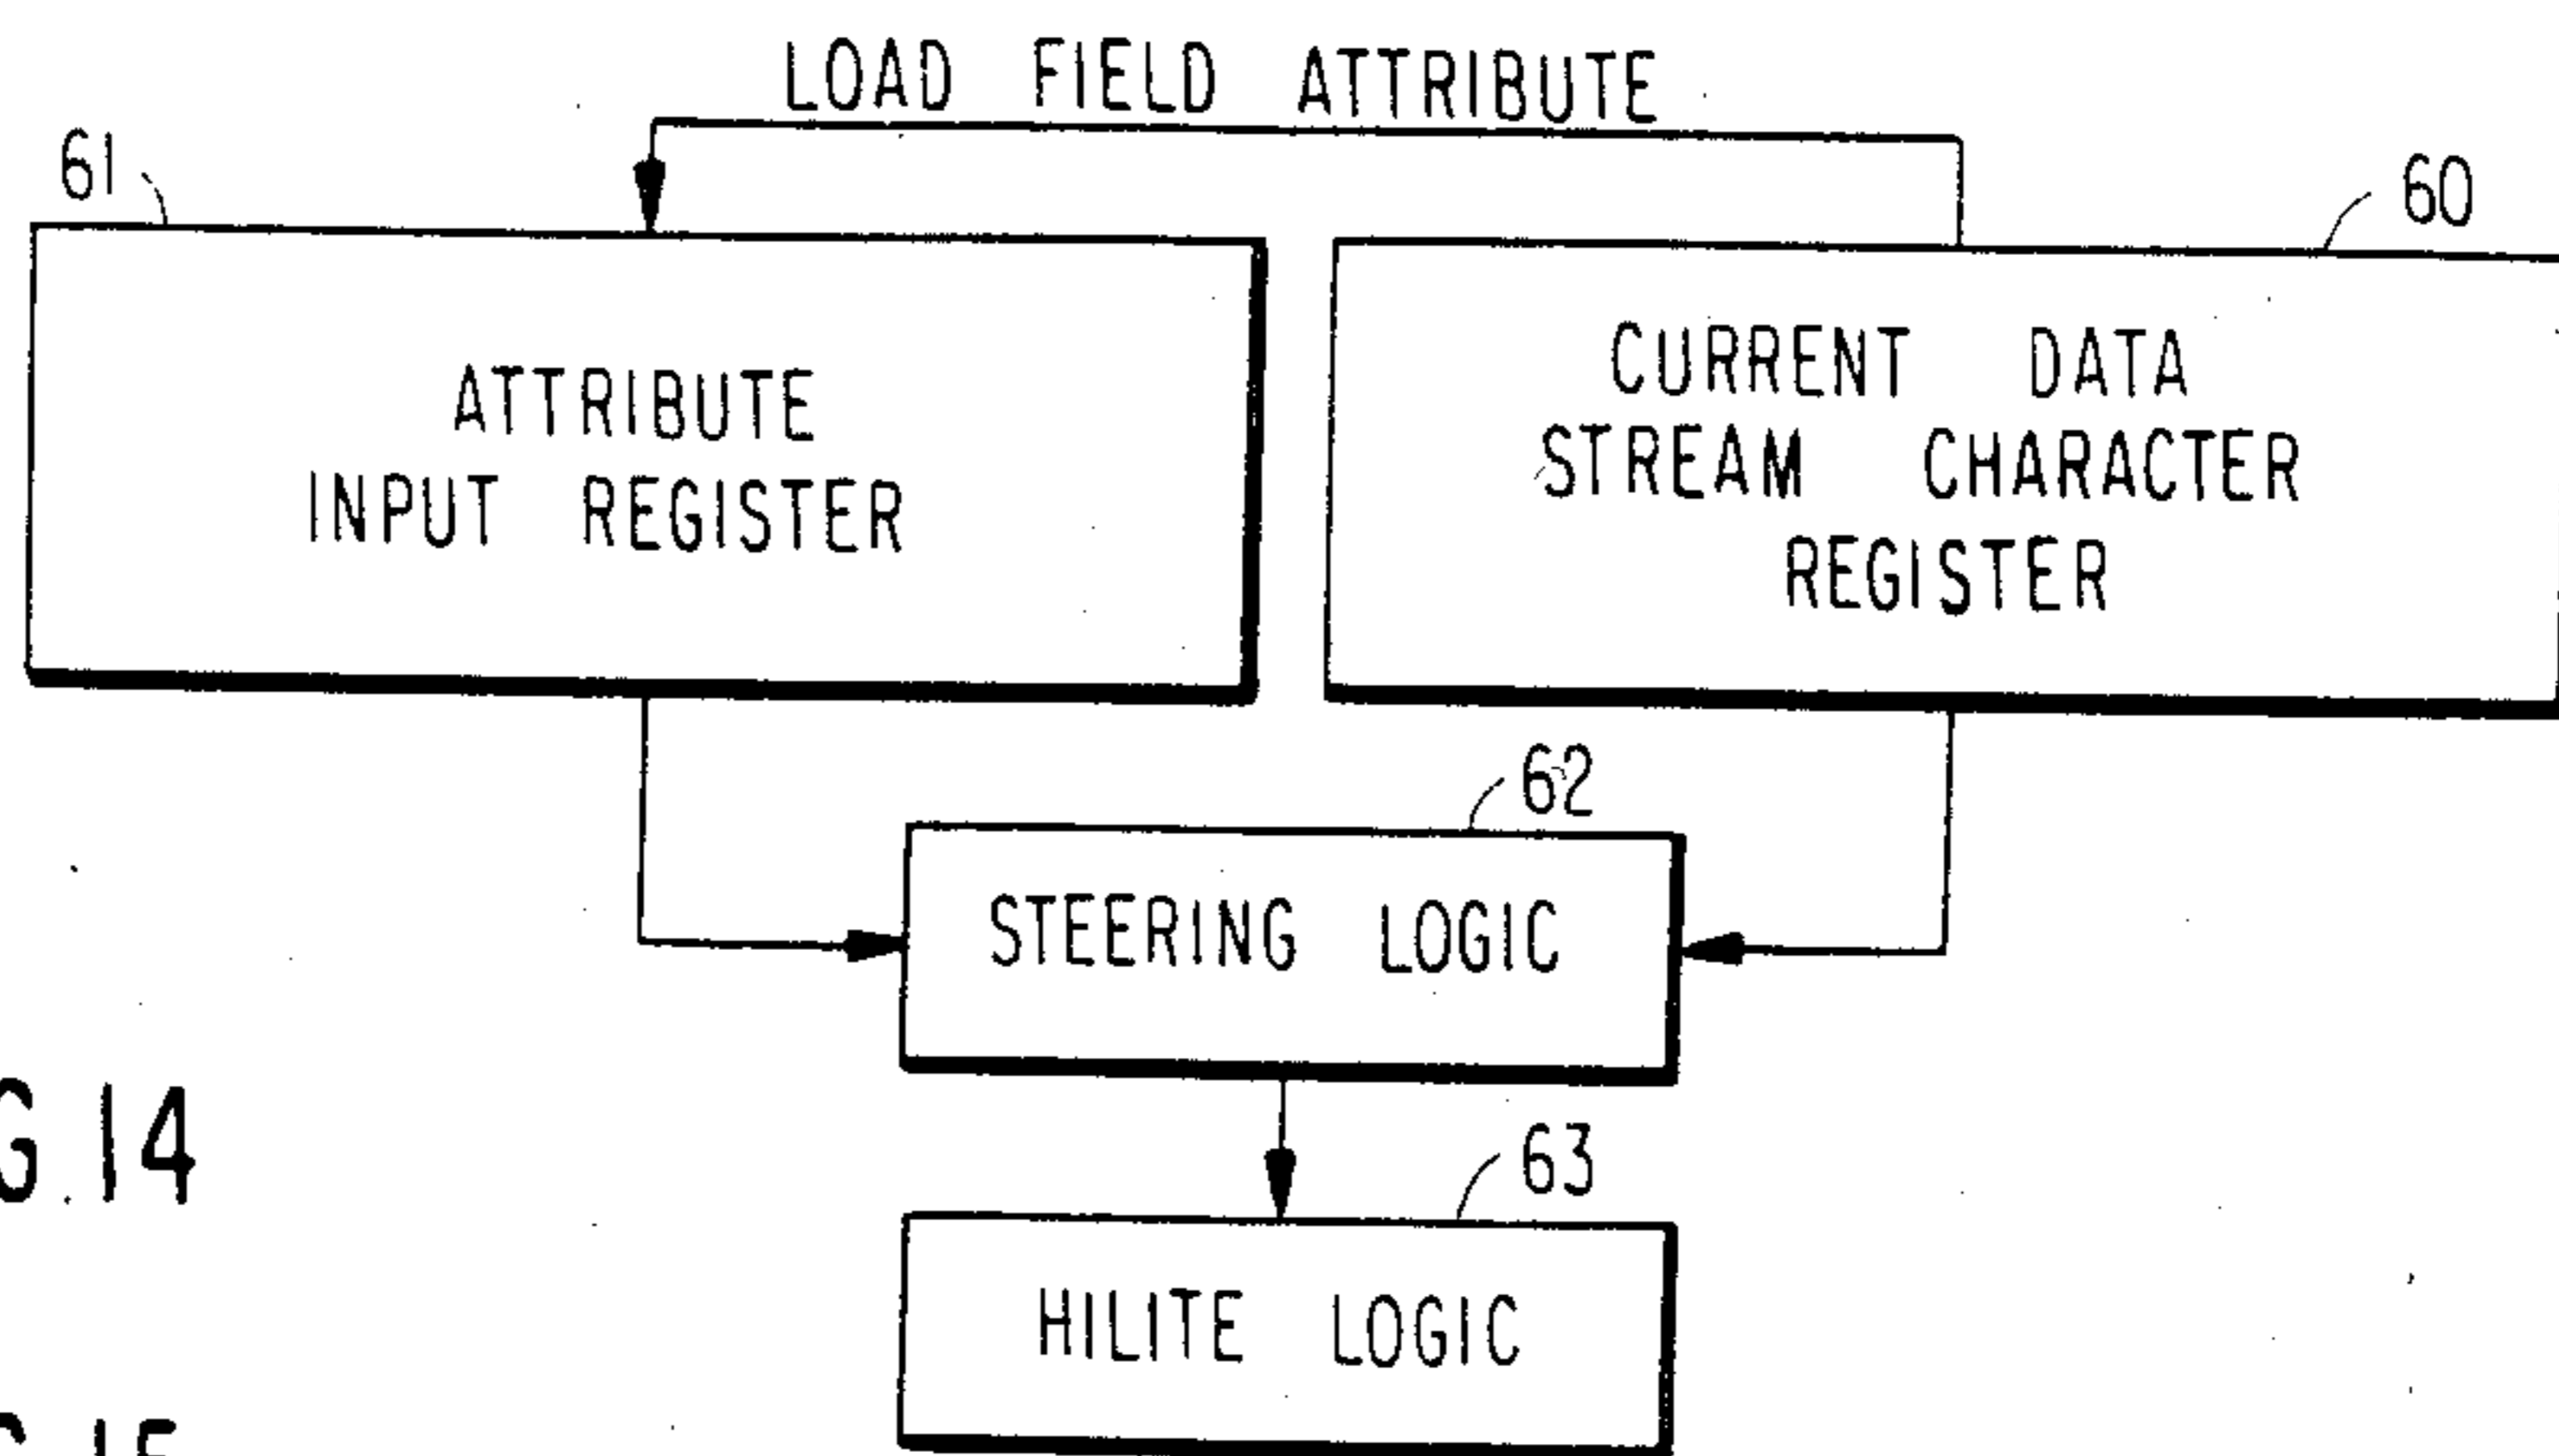 LOAD FIELD ATTRIBUTE
61
60
ATTRIBUTE
INPUT REGISTER
CURRENT DATA
STREAM CHARACTER
REGISTER
62
STEERING LOGIC
G.14
63
HILITE LOGIC